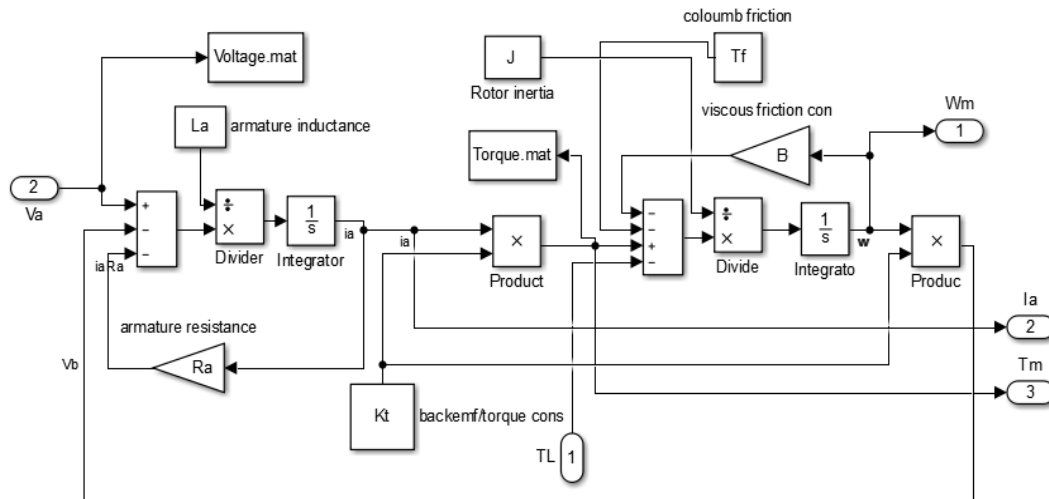 coloumb friction
Voltage.mat
J
Tf
Rotor inertia
viscous friction con
Wm
1
La
armature inductance
Torque.mat
B
2
Va
+
−
−
÷
×
1
s
ia
ia
iaRa
Divider
Integrator
×
Product
−
−
+
−
÷
×
Divide
1
s
w
Integrato
×
Produc
Ia
2
armature resistance
Vb
Ra
Tm
3
Kt
backemf/torque cons
TL
1